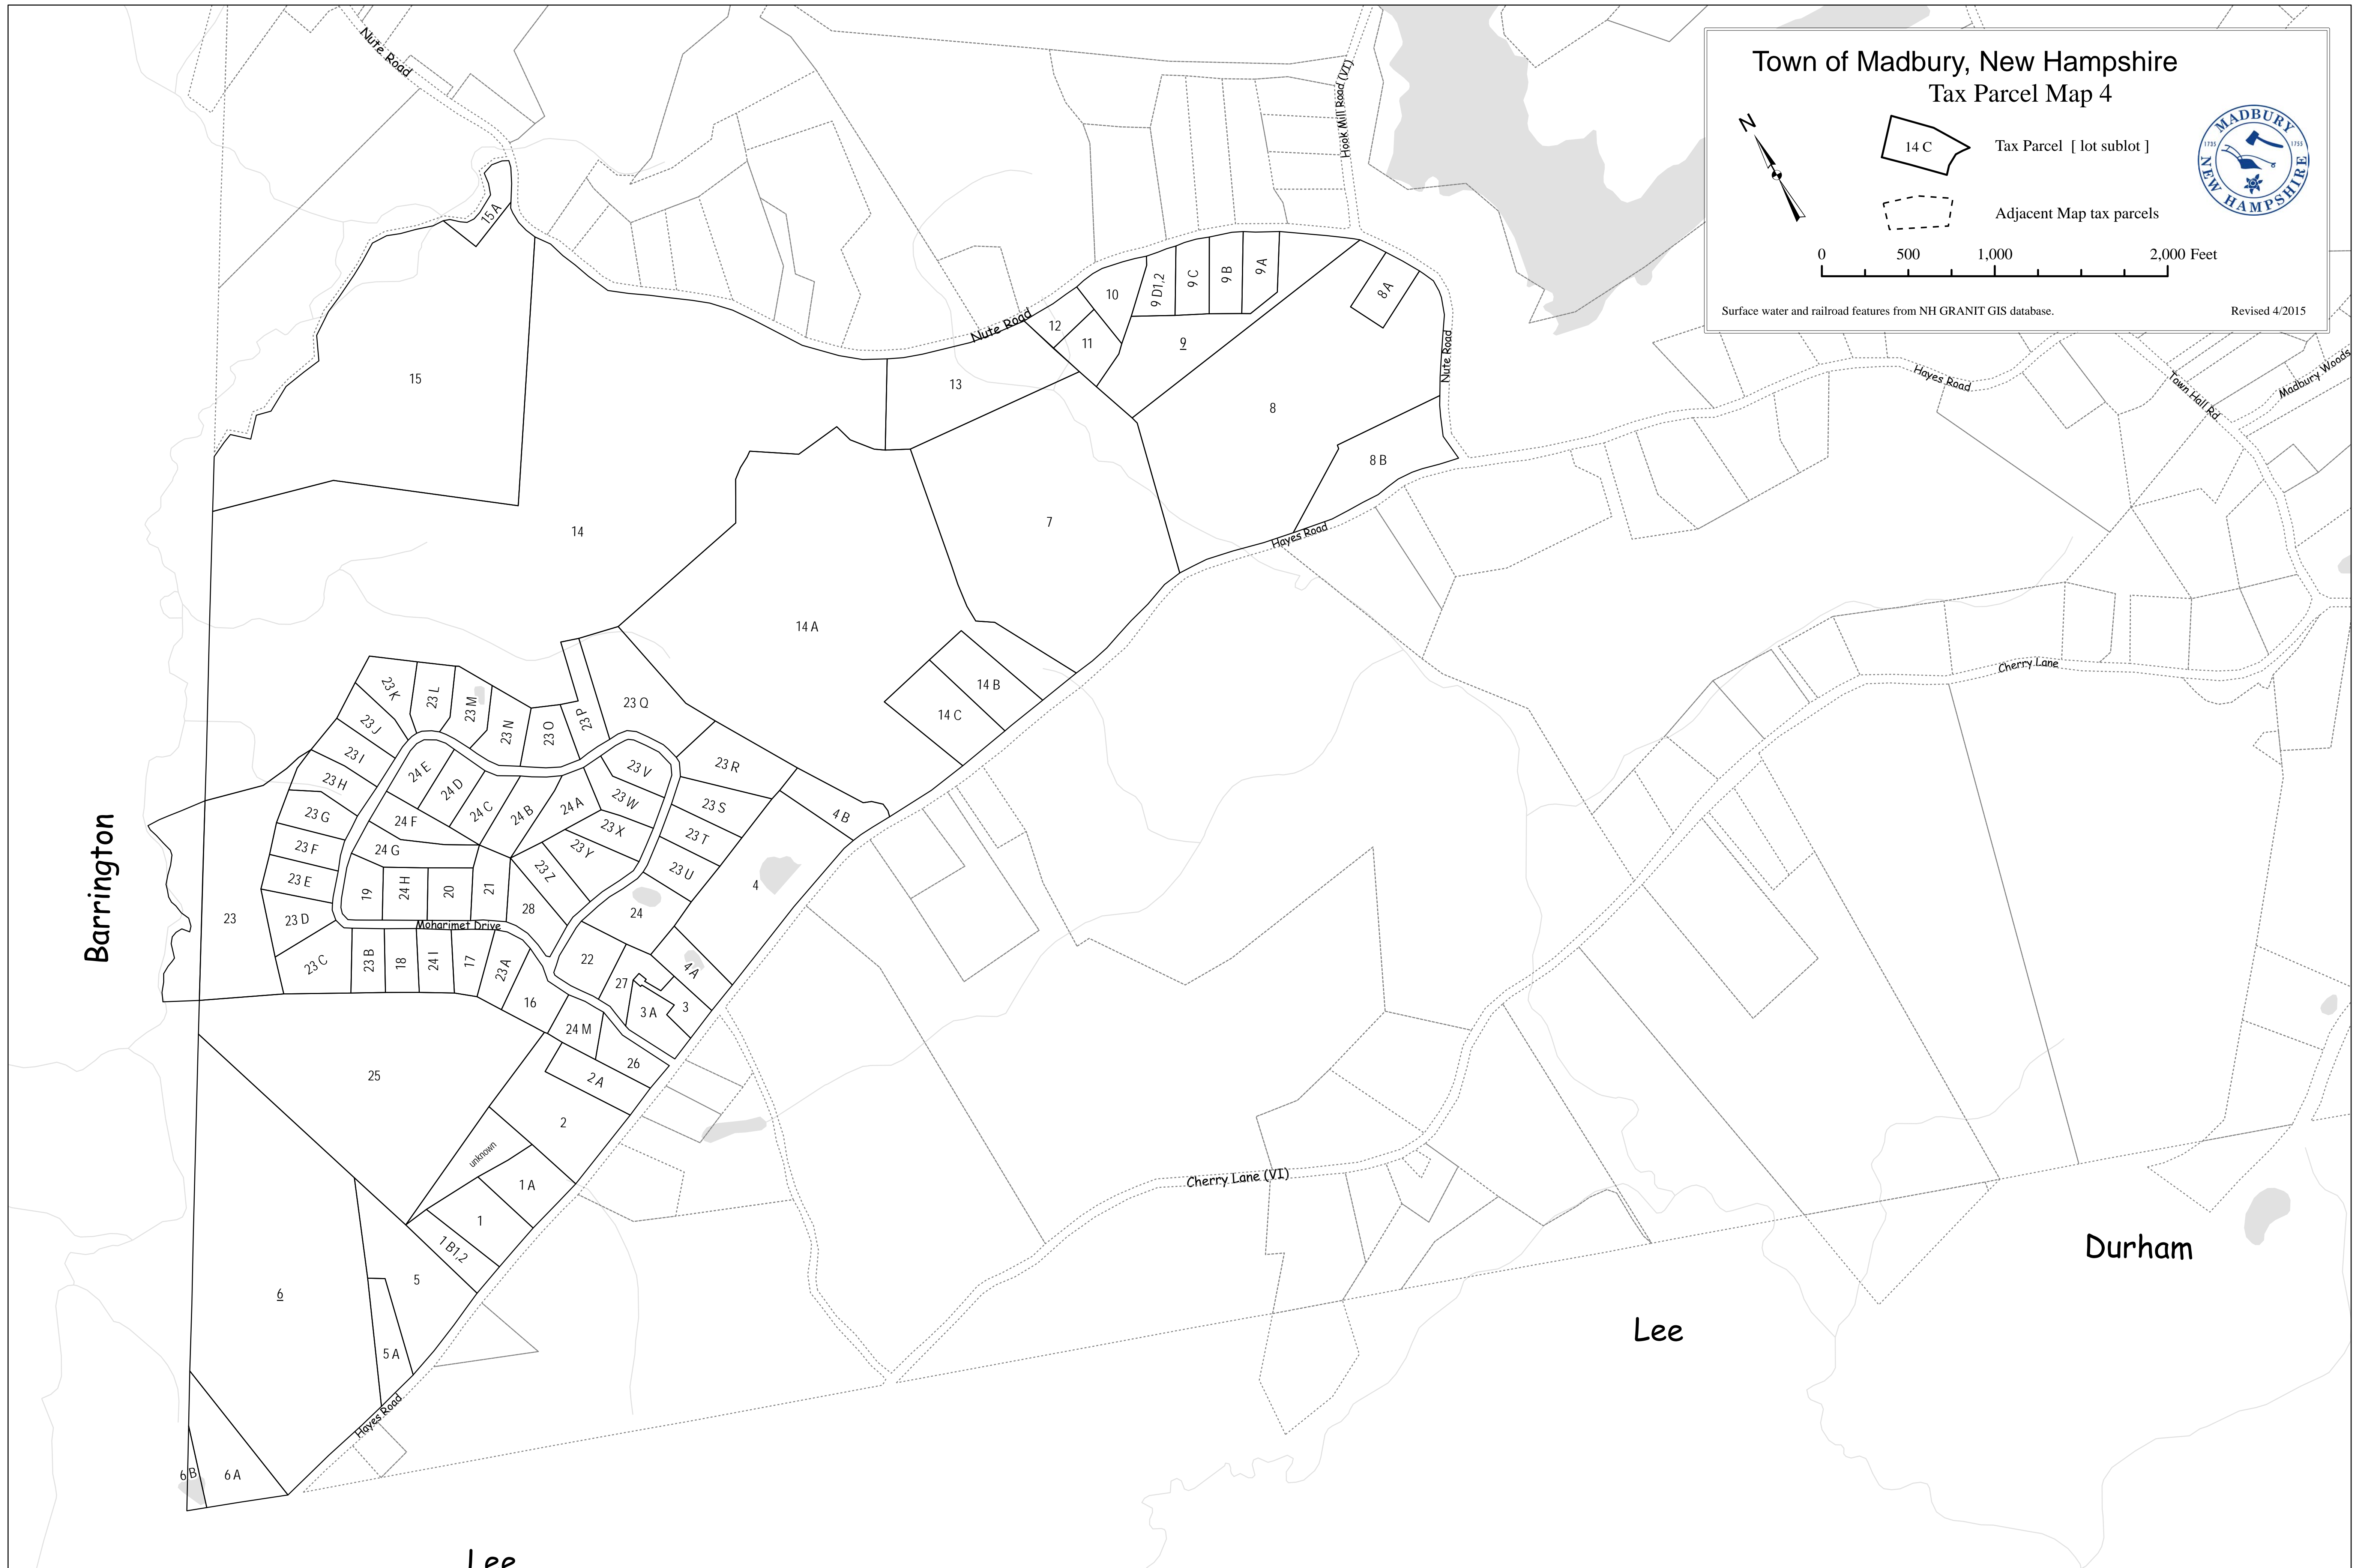 Town of Madbury, New Hampshire
Tax Parcel Map 4
N
14 C
Tax Parcel [ lot sublot ]
Adjacent Map tax parcels
MADBURY
1735
1755
NEW HAMPSHIRE
0 500 1,000 2,000 Feet
Surface water and railroad features from NH GRANIT GIS database.
Revised 4/2015
Nute Road
Hook Mill Road (VI)
15 A
15
Nute Road
12
10
11
9 D1,2
9 C
9 B
9 A
9
8 A
Nute Road
8
8 B
13
Hayes Road
Town Hall Rd
Madbury Woods
14
7
Hayes Road
14 A
14 B
14 C
Cherry Lane
23 K
23 L
23 M
23 N
23 O
23 P
23 Q
23 J
23 I
23 H
23 G
23 F
23 E
23 D
23 C
23
24 E
24 D
24 C
24 B
24 A
24 F
24 G
23 V
23 W
23 X
23 Y
23 Z
23 R
23 S
23 T
23 U
4 B
4
19
24 H
20
21
28
24
Moharimet Drive
23 B
18
24 I
17
23 A
16
22
27
4 A
3
3 A
24 M
26
2 A
2
25
unknown
1 A
1
1 B1,2
5
5 A
6
6 B
6 A
Hayes Road
Cherry Lane (VI)
Barrington
Durham
Lee
Lee